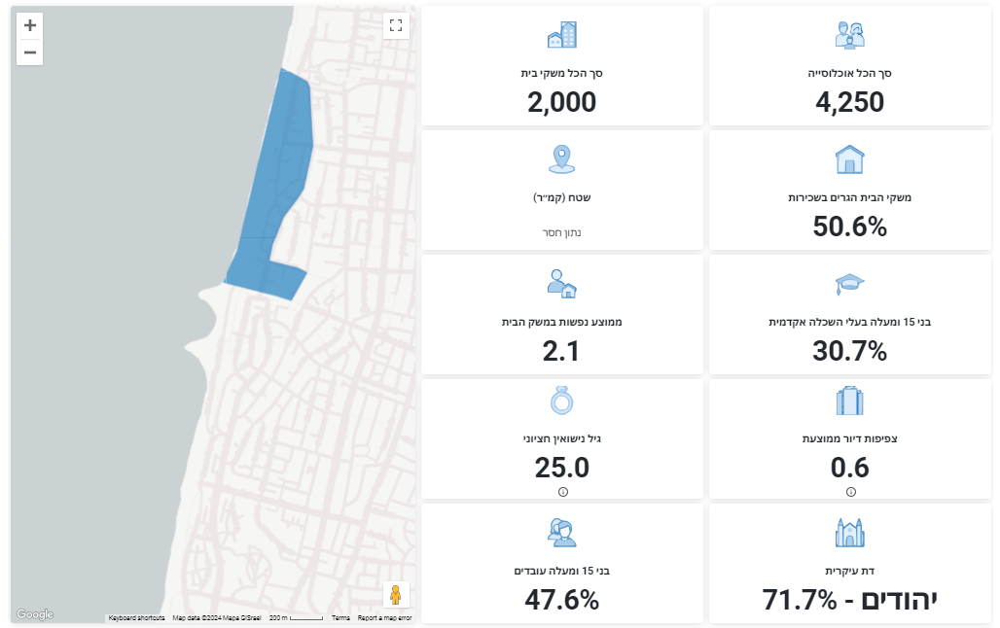 סך הכל אוכלוסייה
4,250
סך הכל משקי בית
2,000
משקי הבית הגרים בשכירות
50.6%
שטח (קמ״ר)
נתון חסר
בני 15 ומעלה בעלי השכלה אקדמית
30.7%
ממוצע נפשות במשק הבית
2.1
צפיפות דיור ממוצעת
0.6
גיל נישואין חציוני
25.0
דת עיקרית
יהודים - 71.7%
בני 15 ומעלה עובדים
47.6%
Google
Keyboard shortcuts Map data ©2024 Mapa GISrael 200 m Terms Report a map error